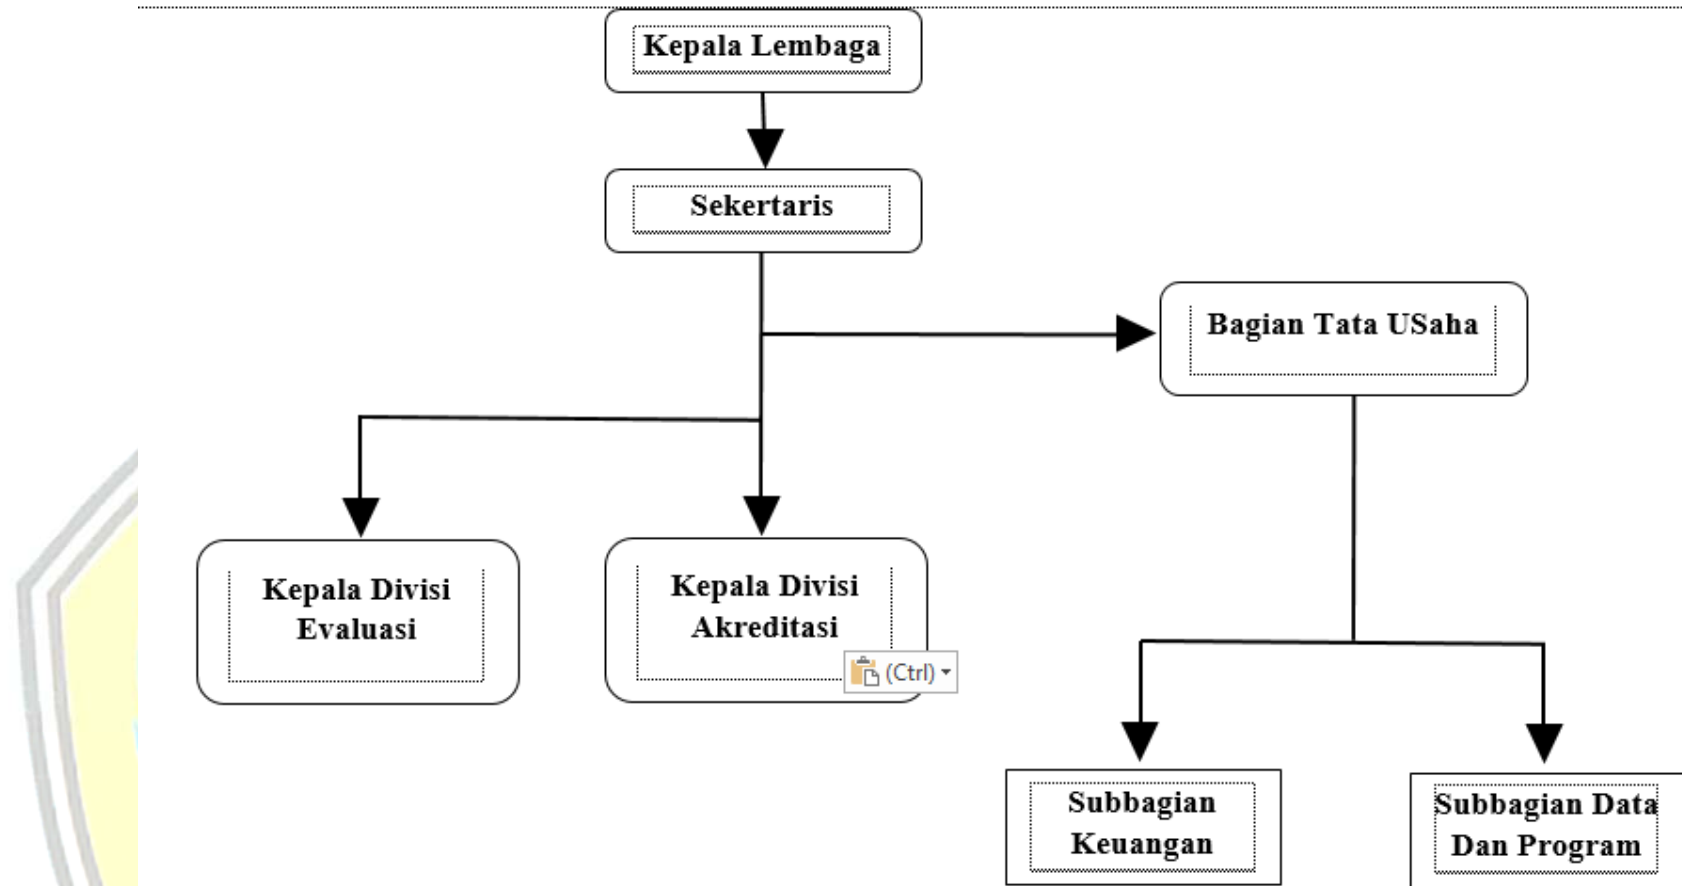 Kepala Lembaga
Sekertaris
Bagian Tata USaha
Kepala Divisi
Evaluasi
Kepala Divisi
Akreditasi
(Ctrl)
Subbagian
Keuangan
Subbagian Data
Dan Program